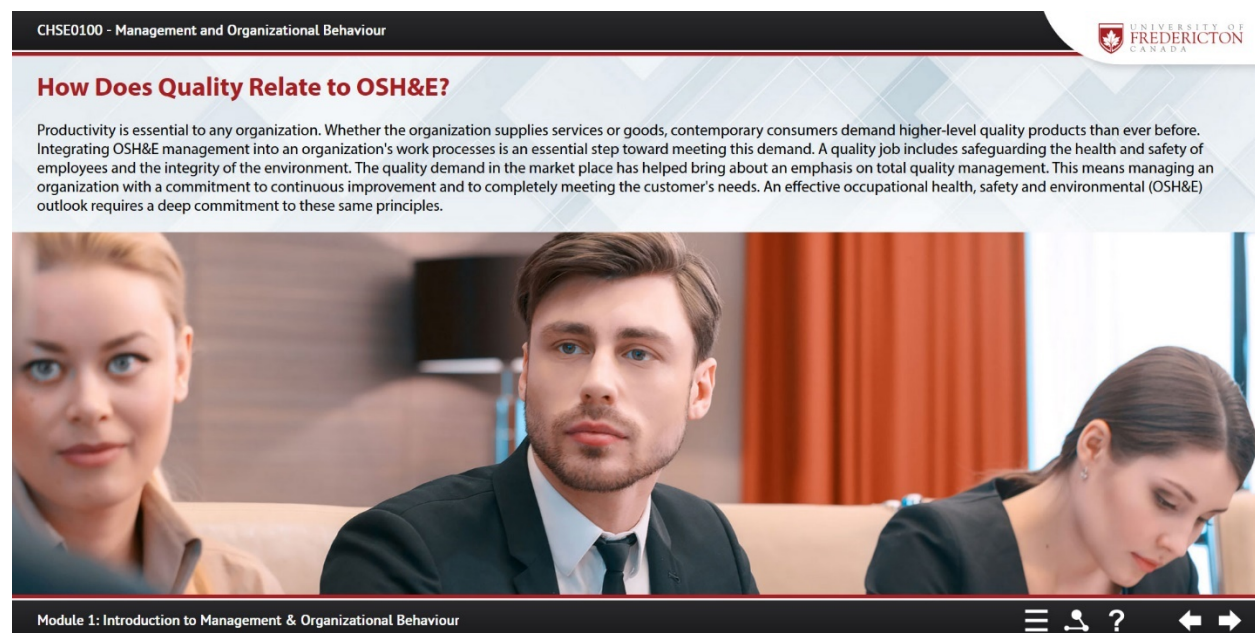 CHSE0100 - Management and Organizational Behaviour
UNIVERSITY OF
FREDERICTON
CANADA
How Does Quality Relate to OSH&E?
Productivity is essential to any organization. Whether the organization supplies services or goods, contemporary consumers demand higher-level quality products than ever before.
Integrating OSH&E management into an organization's work processes is an essential step toward meeting this demand. A quality job includes safeguarding the health and safety of
employees and the integrity of the environment. The quality demand in the market place has helped bring about an emphasis on total quality management. This means managing an
organization with a commitment to continuous improvement and to completely meeting the customer's needs. An effective occupational health, safety and environmental (OSH&E)
outlook requires a deep commitment to these same principles.
Module 1: Introduction to Management & Organizational Behaviour
?